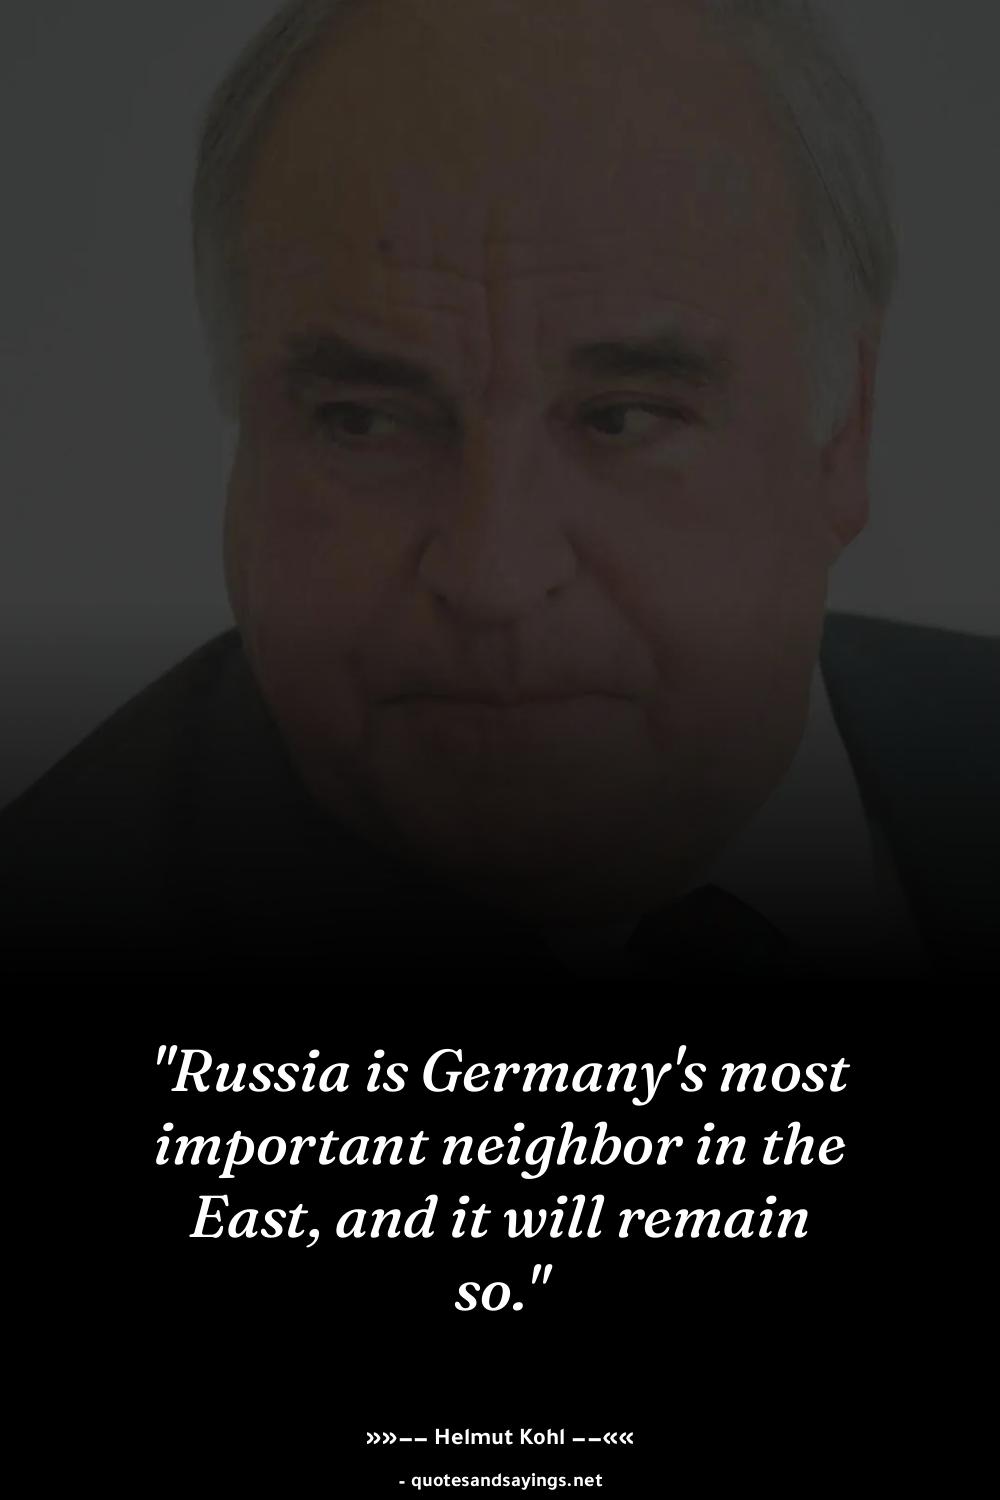 "Russia is Germany's most
important neighbor in the
East, and it will remain
so."
»»–– Helmut Kohl ––««
- quotesandsayings.net